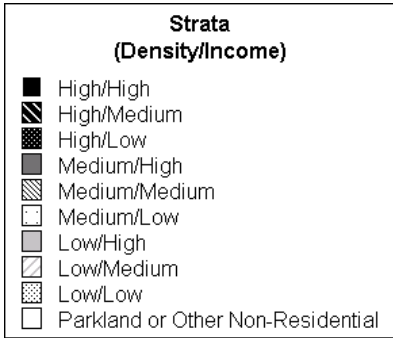 Strata
(Density/Income)
High/High
High/Medium
High/Low
Medium/High
Medium/Medium
Medium/Low
Low/High
Low/Medium
Low/Low
Parkland or Other Non-Residential